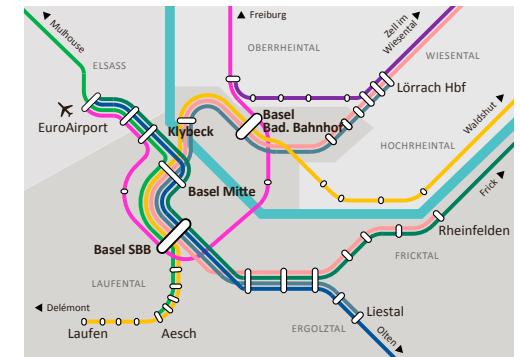 Mulhouse
Freiburg
Zell im
Wiesental
OBERRHEINTAL
WIESENTAL
ELSASS
Lörrach Hbf
EuroAirport
Klybeck
Basel
Bad. Bahnhof
Waldshut
HOCHRHEINTAL
Basel Mitte
Frick
Rheinfelden
Basel SBB
FRICKTAL
LAUFENTAL
Delémont
Liestal
Laufen
Aesch
ERGOLZTAL
Olten